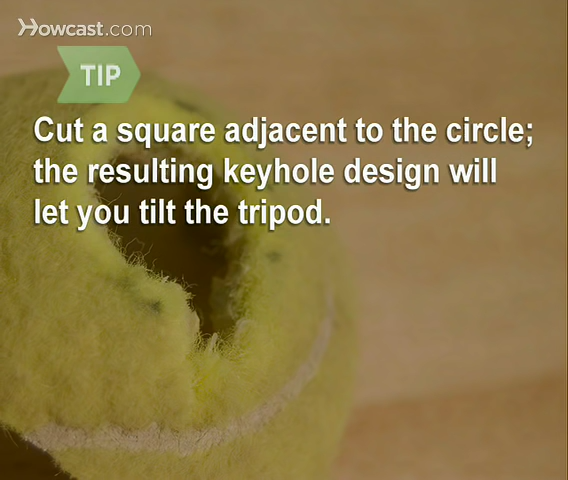 Howcast.com
TIP
Cut a square adjacent to the circle;
the resulting keyhole design will
let you tilt the tripod.